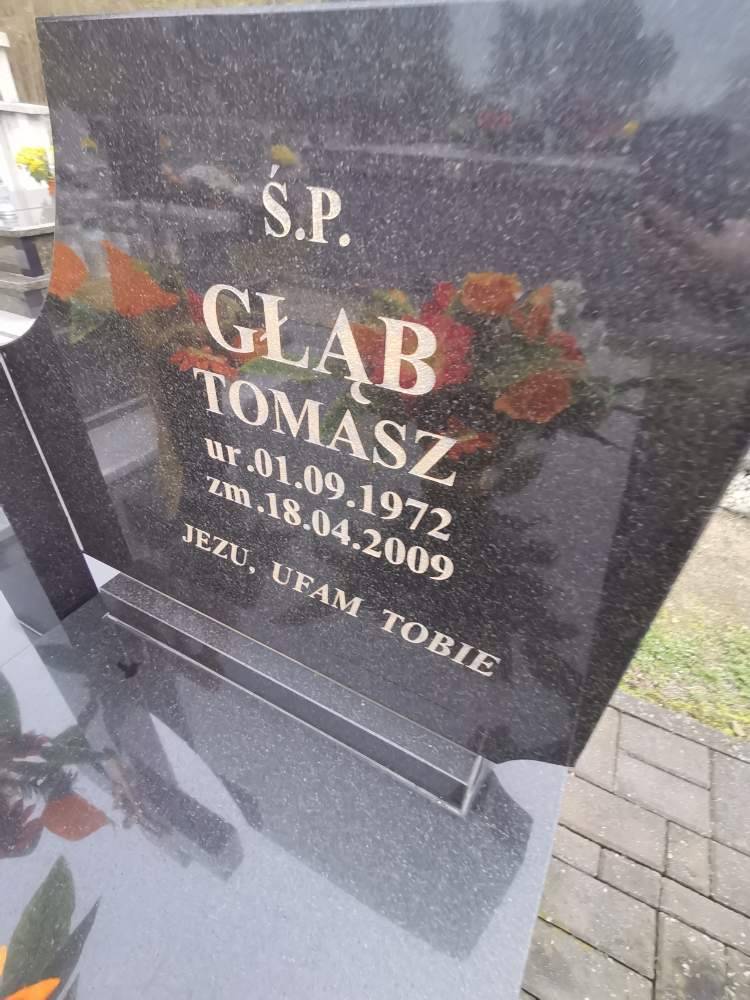 Ś.P.
GŁĄB
TOMASZ
ur.01.09.1972
zm.18.04.2009
JEZU, UFAM TOBIE